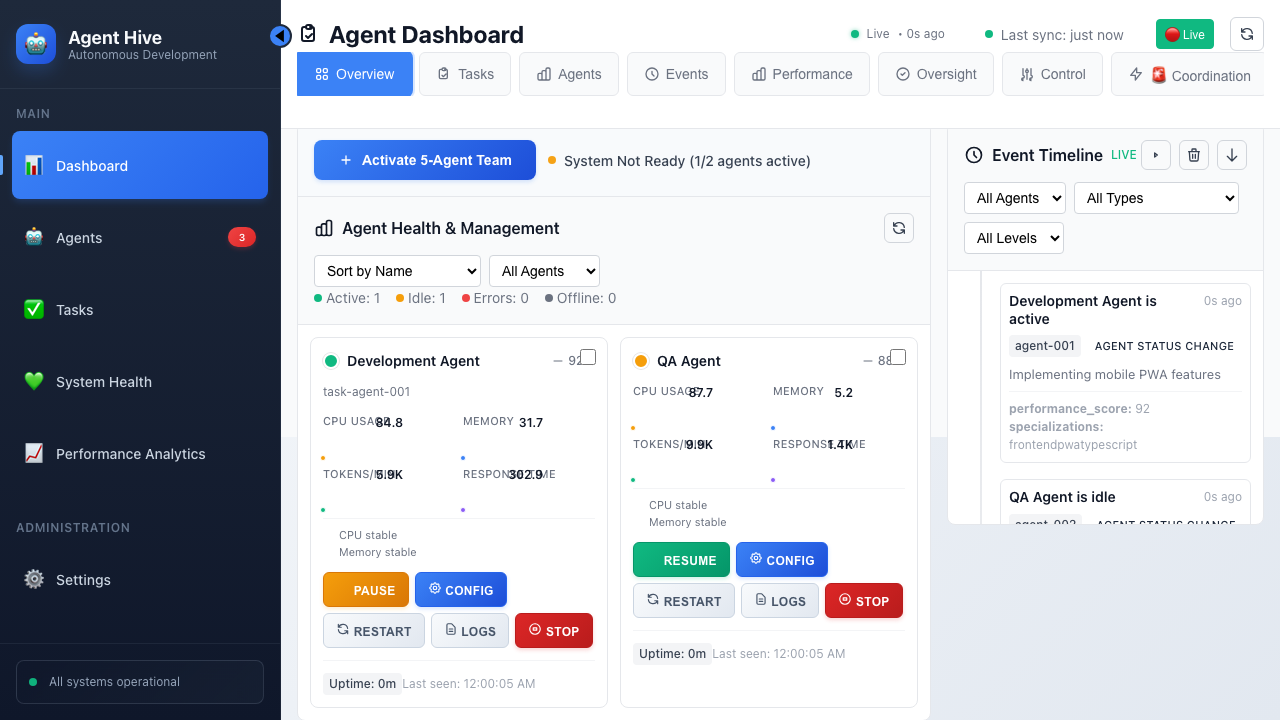 Agent Hive
Autonomous Development
MAIN
Dashboard
Agents
3
Tasks
System Health
Performance Analytics
ADMINISTRATION
Settings
All systems operational
Agent Dashboard
Live • 0s ago
Last sync: just now
Live
Overview
Tasks
Agents
Events
Performance
Oversight
Control
Coordination
Activate 5-Agent Team
System Not Ready (1/2 agents active)
Agent Health & Management
Sort by Name
All Agents
Active: 1
Idle: 1
Errors: 0
Offline: 0
Development Agent
— 92
task-agent-001
CPU USAGE 84.8
MEMORY 31.7
TOKENS/MIN
RESPONSE TIME 302.9
CPU stable
Memory stable
PAUSE
CONFIG
RESTART
LOGS
STOP
Uptime: 0m
Last seen: 12:00:05 AM
QA Agent
— 88
CPU USAGE 87.7
MEMORY 5.2
TOKENS/MIN 9.9K
RESPONSE TIME 1.4K
CPU stable
Memory stable
RESUME
CONFIG
RESTART
LOGS
STOP
Uptime: 0m
Last seen: 12:00:05 AM
Event Timeline
LIVE
All Agents
All Types
All Levels
Development Agent is
active
0s ago
agent-001
AGENT STATUS CHANGE
Implementing mobile PWA features
performance_score: 92
specializations:
frontendpwatypescript
QA Agent is idle
0s ago
agent-002
AGENT STATUS CHANGE